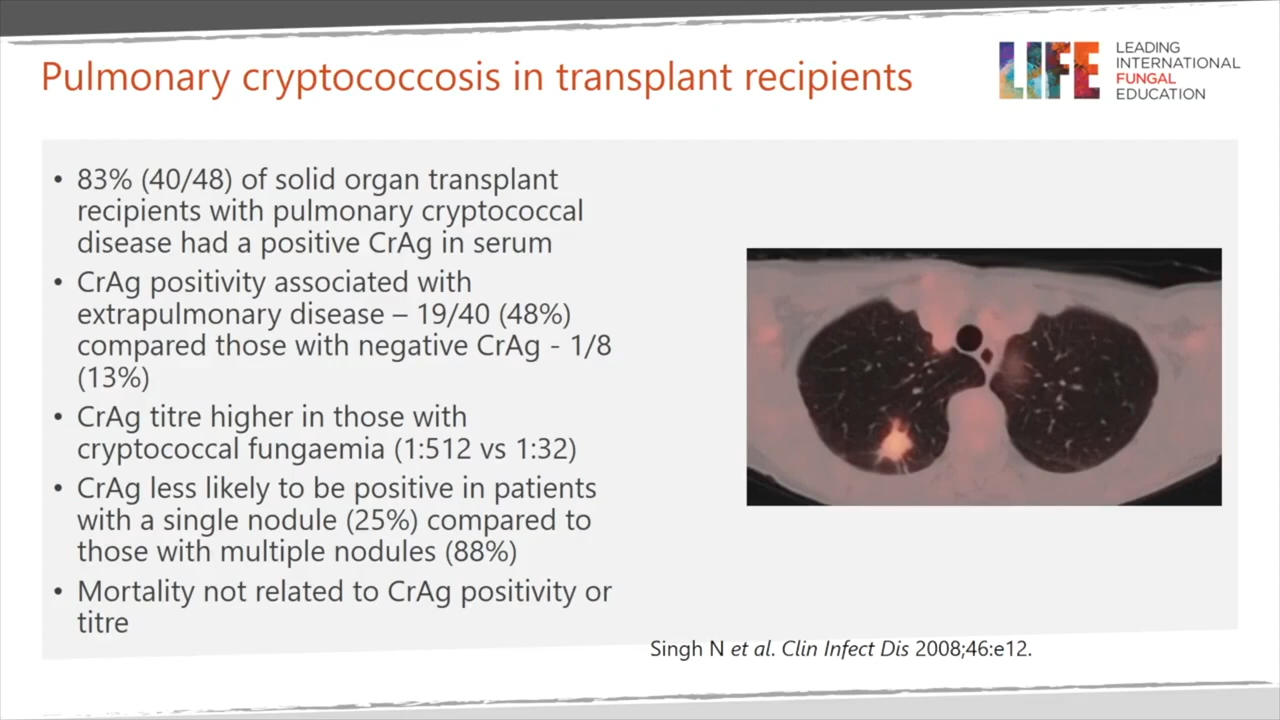 Pulmonary cryptococcosis in transplant recipients
LIFE
LEADING
INTERNATIONAL
FUNGAL
EDUCATION
• 83% (40/48) of solid organ transplant
recipients with pulmonary cryptococcal
disease had a positive CrAg in serum
• CrAg positivity associated with
extrapulmonary disease – 19/40 (48%)
compared those with negative CrAg - 1/8
(13%)
• CrAg titre higher in those with
cryptococcal fungaemia (1:512 vs 1:32)
• CrAg less likely to be positive in patients
with a single nodule (25%) compared to
those with multiple nodules (88%)
• Mortality not related to CrAg positivity or
titre
Singh N et al. Clin Infect Dis 2008;46:e12.